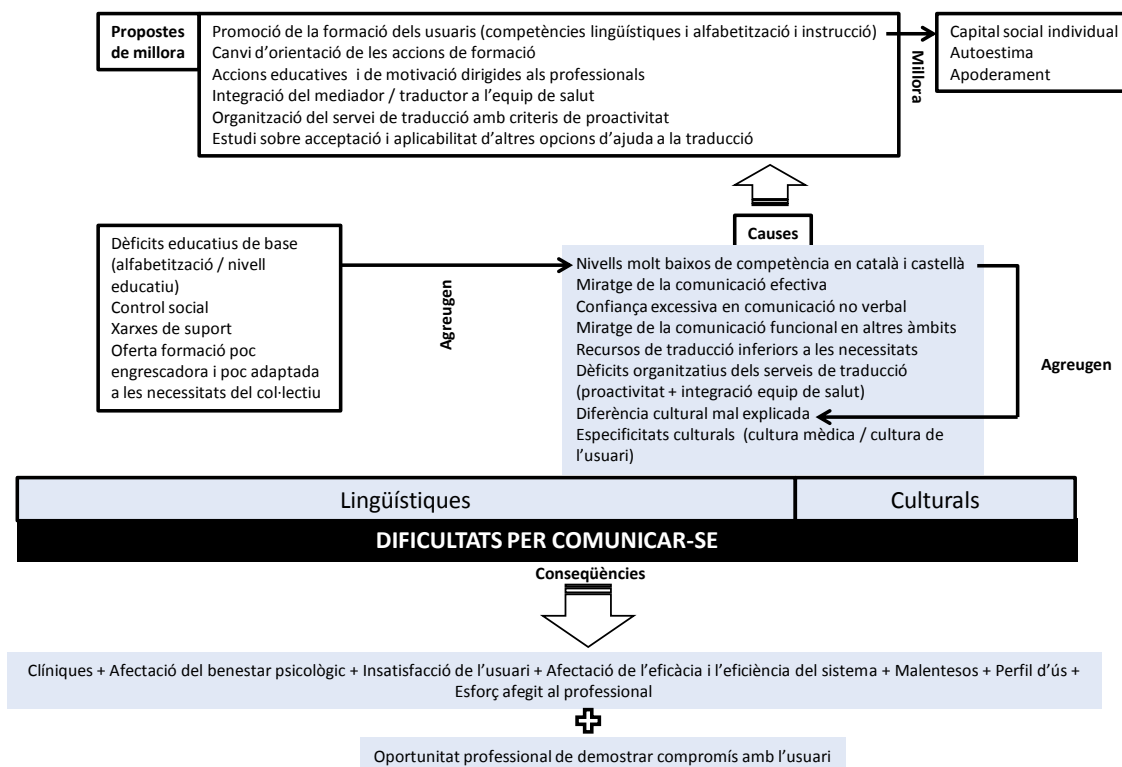 Propostes
de millora
Promoció de la formació dels usuaris (competències lingüístiques i alfabetització i instrucció)
Canvi d'orientació de les accions de formació
Accions educatives i de motivació dirigides als professionals
Integració del mediador / traductor a l'equip de salut
Organització del servei de traducció amb criteris de proactivitat
Estudi sobre acceptació i aplicabilitat d'altres opcions d'ajuda a la traducció
Millora
Capital social individual
Autoestima
Apoderament
Dèficits educatius de base
(alfabetització / nivell
educatiu)
Control social
Xarxes de suport
Oferta formació poc
engrescadora i poc adaptada
a les necessitats del col·lectiu
Agreugen
Causes
Nivells molt baixos de competència en català i castellà
Miratge de la comunicació efectiva
Confiança excessiva en comunicació no verbal
Miratge de la comunicació funcional en altres àmbits
Recursos de traducció inferiors a les necessitats
Dèficits organitzatius dels serveis de traducció
(proactivitat + integració equip de salut)
Diferència cultural mal explicada
Especificitats culturals (cultura mèdica / cultura de
l'usuari)
Agreugen
Lingüístiques
Culturals
DIFICULTATS PER COMUNICAR-SE
Conseqüències
Clíniques + Afectació del benestar psicològic + Insatisfacció de l'usuari + Afectació de l'eficàcia i l'eficiència del sistema + Malentesos + Perfil d'ús +
Esforç afegit al professional
Oportunitat professional de demostrar compromís amb l'usuari